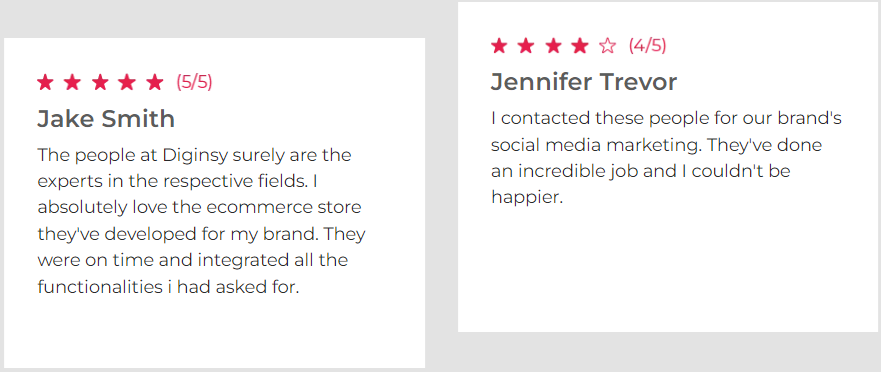 (5/5)
Jake Smith
The people at Diginsy surely are the
experts in the respective fields. I
absolutely love the ecommerce store
they've developed for my brand. They
were on time and integrated all the
functionalities i had asked for.
(4/5)
Jennifer Trevor
I contacted these people for our brand's
social media marketing. They've done
an incredible job and I couldn't be
happier.